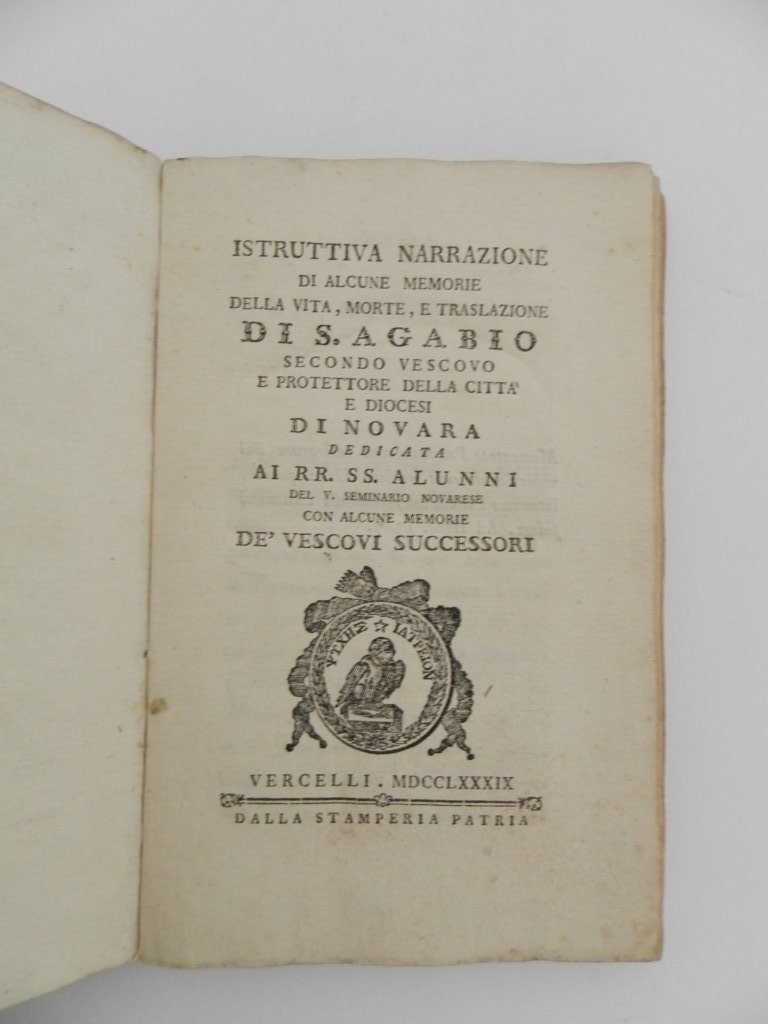 ISTRUTTIVA NARRAZIONE
DI ALCUNE MEMORIE
DELLA VITA, MORTE, E TRASLAZIONE
DI S. AGABIO
SECONDO VESCOVO
E PROTETTORE DELLA CITTA'
E DIOCESI
DI NOVARA
DEDICATA
AI RR. SS. ALUNNI
DEL V. SEMINARIO NOVARESE
CON ALCUNE MEMORIE
DE' VESCOVI SUCCESSORI
ΨΥΧΗΣ ☆ ΙΑΤΡΕΙΟΝ
VERCELLI. MDCCLXXXIX
DALLA STAMPERIA PATRIA